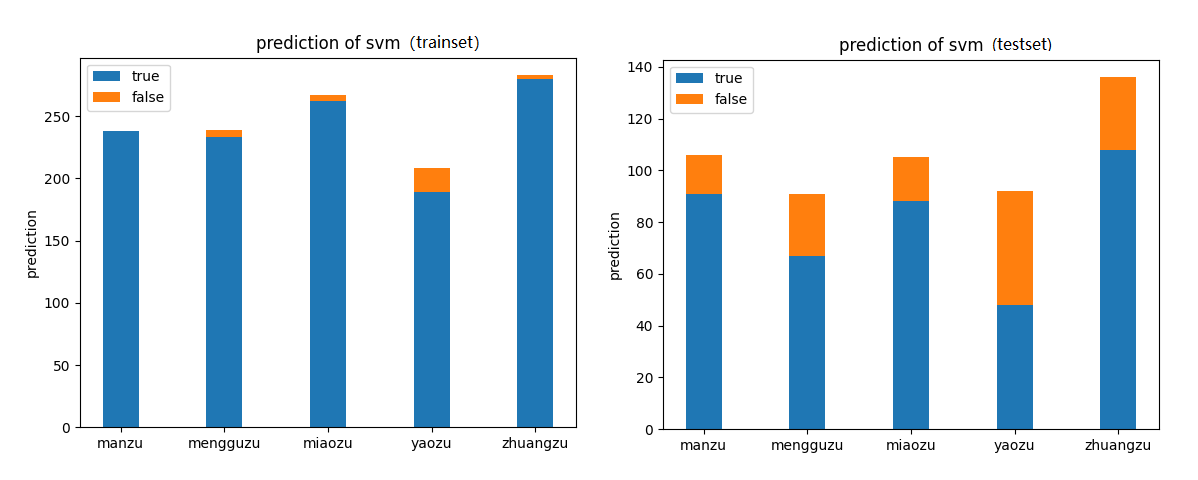 prediction of svm (trainset)
true
false
prediction
250
200
150
100
50
0
manzu mengguzu miaozu yaozu zhuangzu
prediction of svm (testset)
true
false
prediction
140
120
100
80
60
40
20
0
manzu mengguzu miaozu yaozu zhuangzu